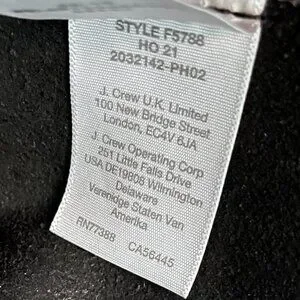 STYLE F5788
HO 21
2032142-PH02
J. Crew U.K. Limited
100 New Bridge Street
London, EC4V 6JA
J. Crew Operating Corp
251 Little Falls Drive
USA DE19808 Wilmington
Delaware
Verenidge Staten Van
Amerika
RN77388 CA56445